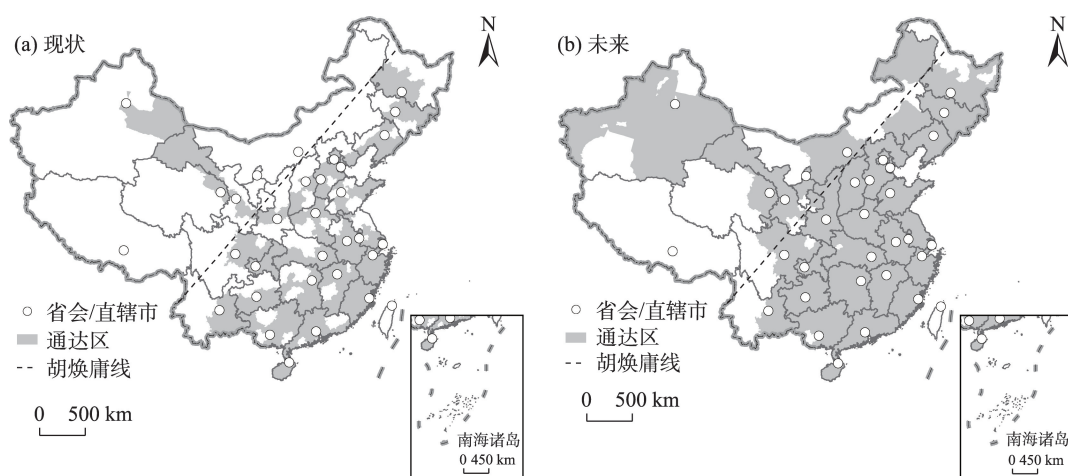 (a) 现状
N
省会/直辖市
通达区
胡焕庸线
0 500 km
南海诸岛
0 450 km
(b) 未来
N
省会/直辖市
通达区
胡焕庸线
0 500 km
南海诸岛
0 450 km